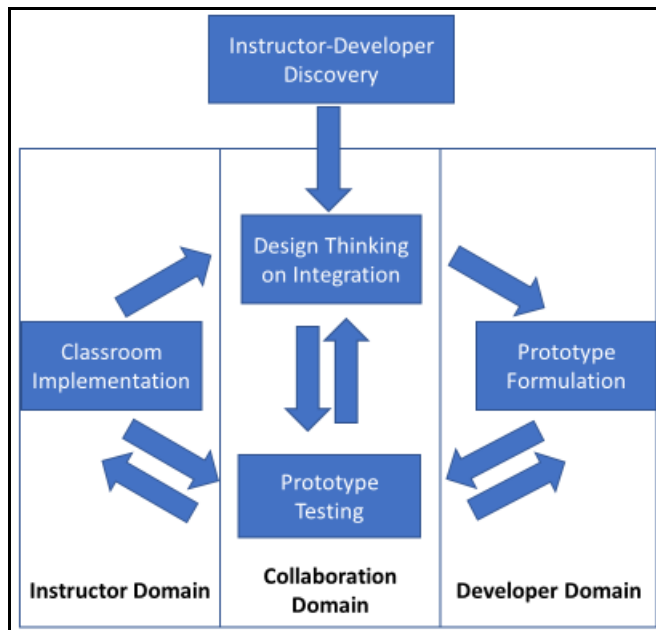 Instructor-Developer
Discovery
Design Thinking
on Integration
Classroom
Implementation
Prototype
Formulation
Prototype
Testing
Instructor Domain
Collaboration
Domain
Developer Domain